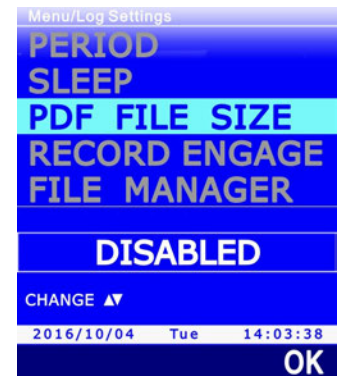 Menu/Log Settings
PERIOD
SLEEP
PDF FILE SIZE
RECORD ENGAGE
FILE MANAGER
DISABLED
CHANGE ▲▼
2016/10/04 Tue 14:03:38
OK